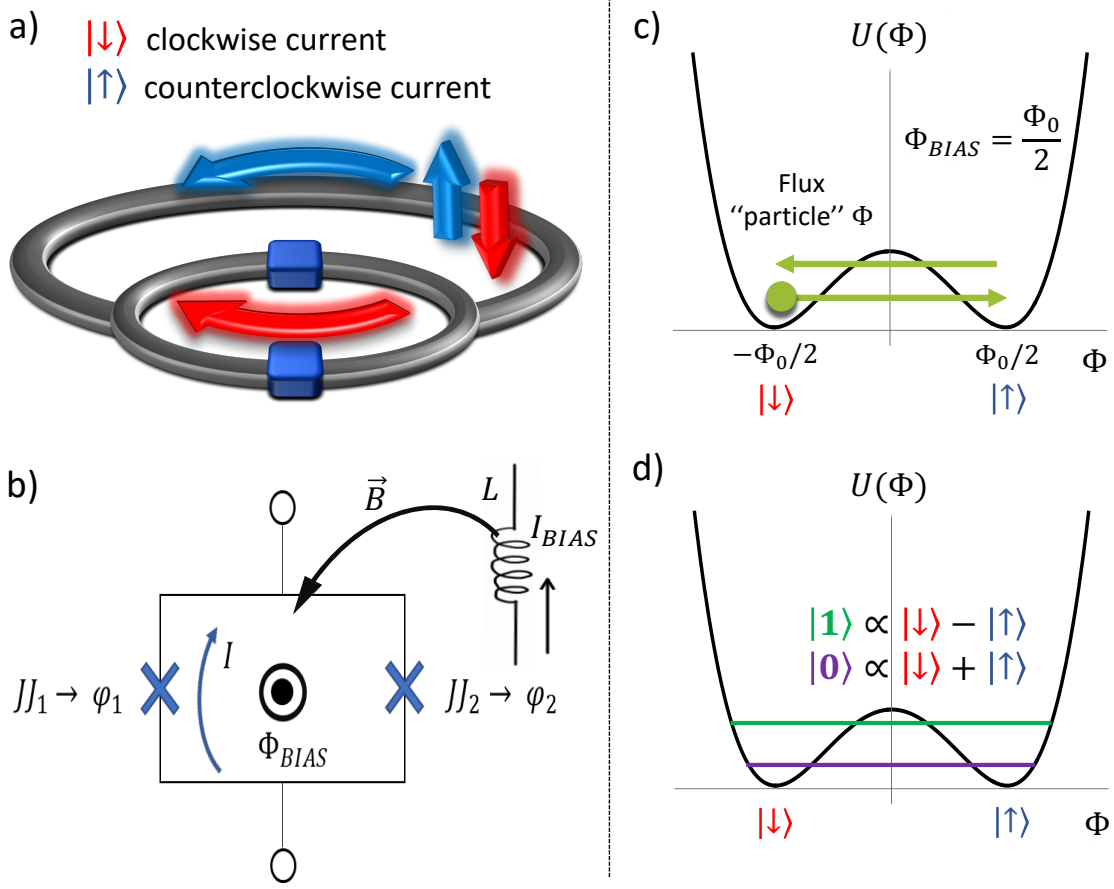 a)
|↓⟩ clockwise current
|↑⟩ counterclockwise current
b)
B⃗
L
I_BIAS
I
JJ₁ → φ₁
JJ₂ → φ₂
Φ_BIAS
c)
U(Φ)
Φ_BIAS = Φ₀/2
Flux
“particle” Φ
−Φ₀/2
Φ₀/2
Φ
|↓⟩
|↑⟩
d)
U(Φ)
|1⟩ ∝ |↓⟩ − |↑⟩
|0⟩ ∝ |↓⟩ + |↑⟩
|↓⟩
|↑⟩
Φ